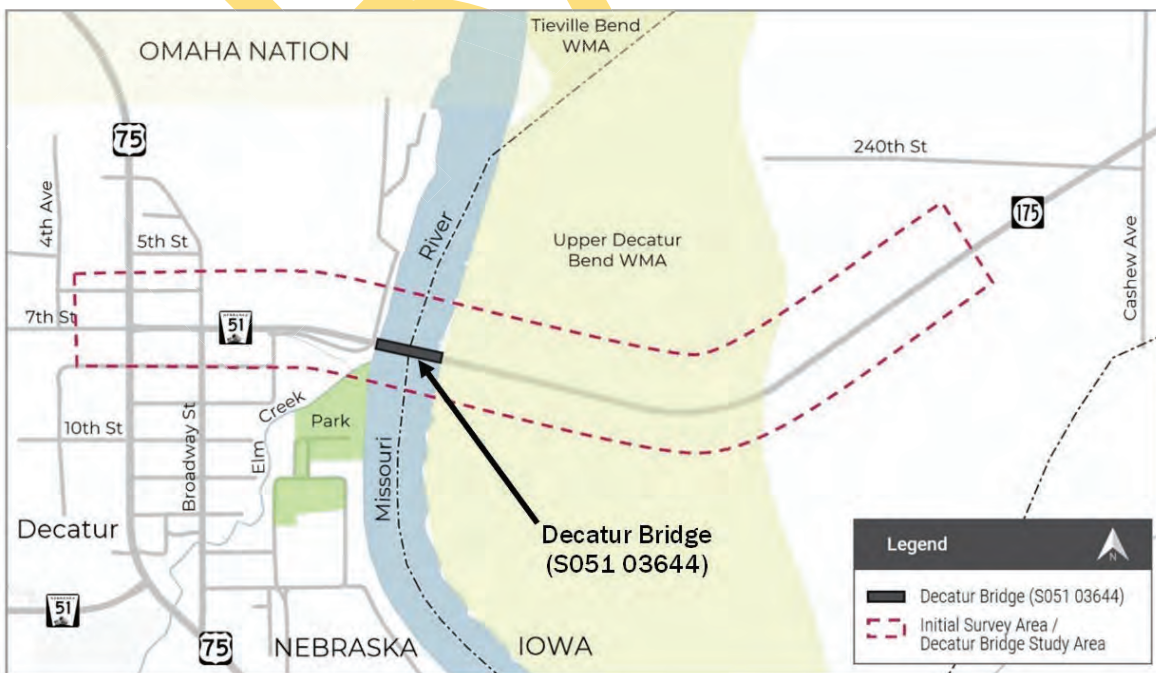 OMAHA NATION
Tieville Bend
WMA
75
240th St
4th Ave
5th St
River
Upper Decatur
Bend WMA
175
Cashew Ave
7th St
51
Creek
Park
10th St
Broadway St
Elm
Missouri
Decatur
Decatur Bridge
(S051 03644)
51
75
NEBRASKA
IOWA
Legend
N
Decatur Bridge (S051 03644)
Initial Survey Area /
Decatur Bridge Study Area